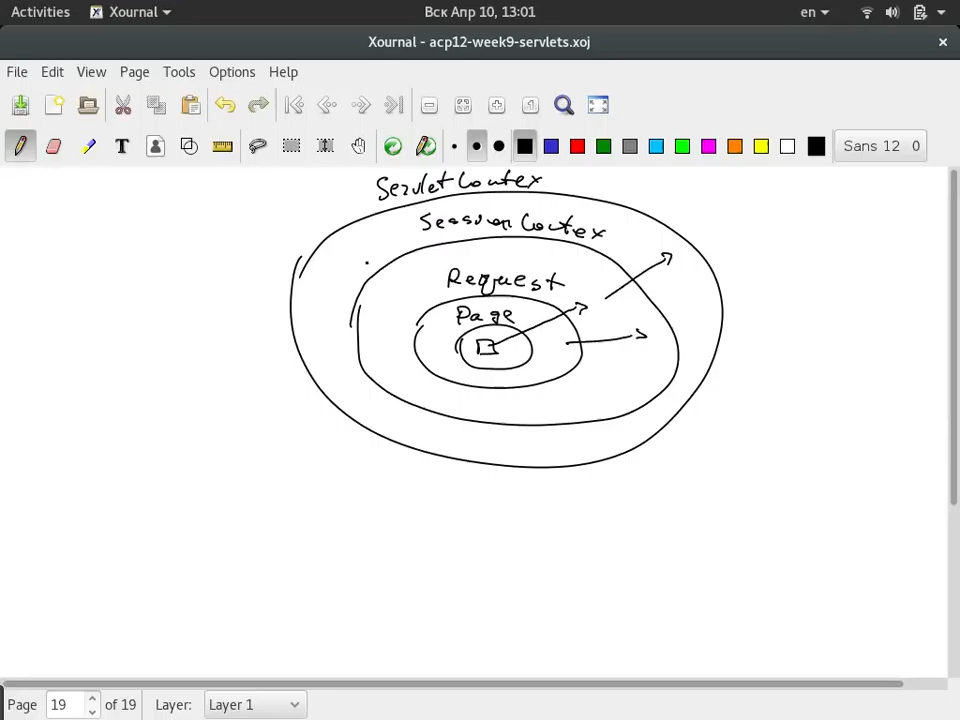 Activities Xournal Вск Апр 10, 13:01 en
Xournal - acp12-week9-servlets.xoj ×
File Edit View Page Tools Options Help
Sans 12 0
ServletContex
SessionContex
Request
Page
Page 19 of 19 Layer: Layer 1